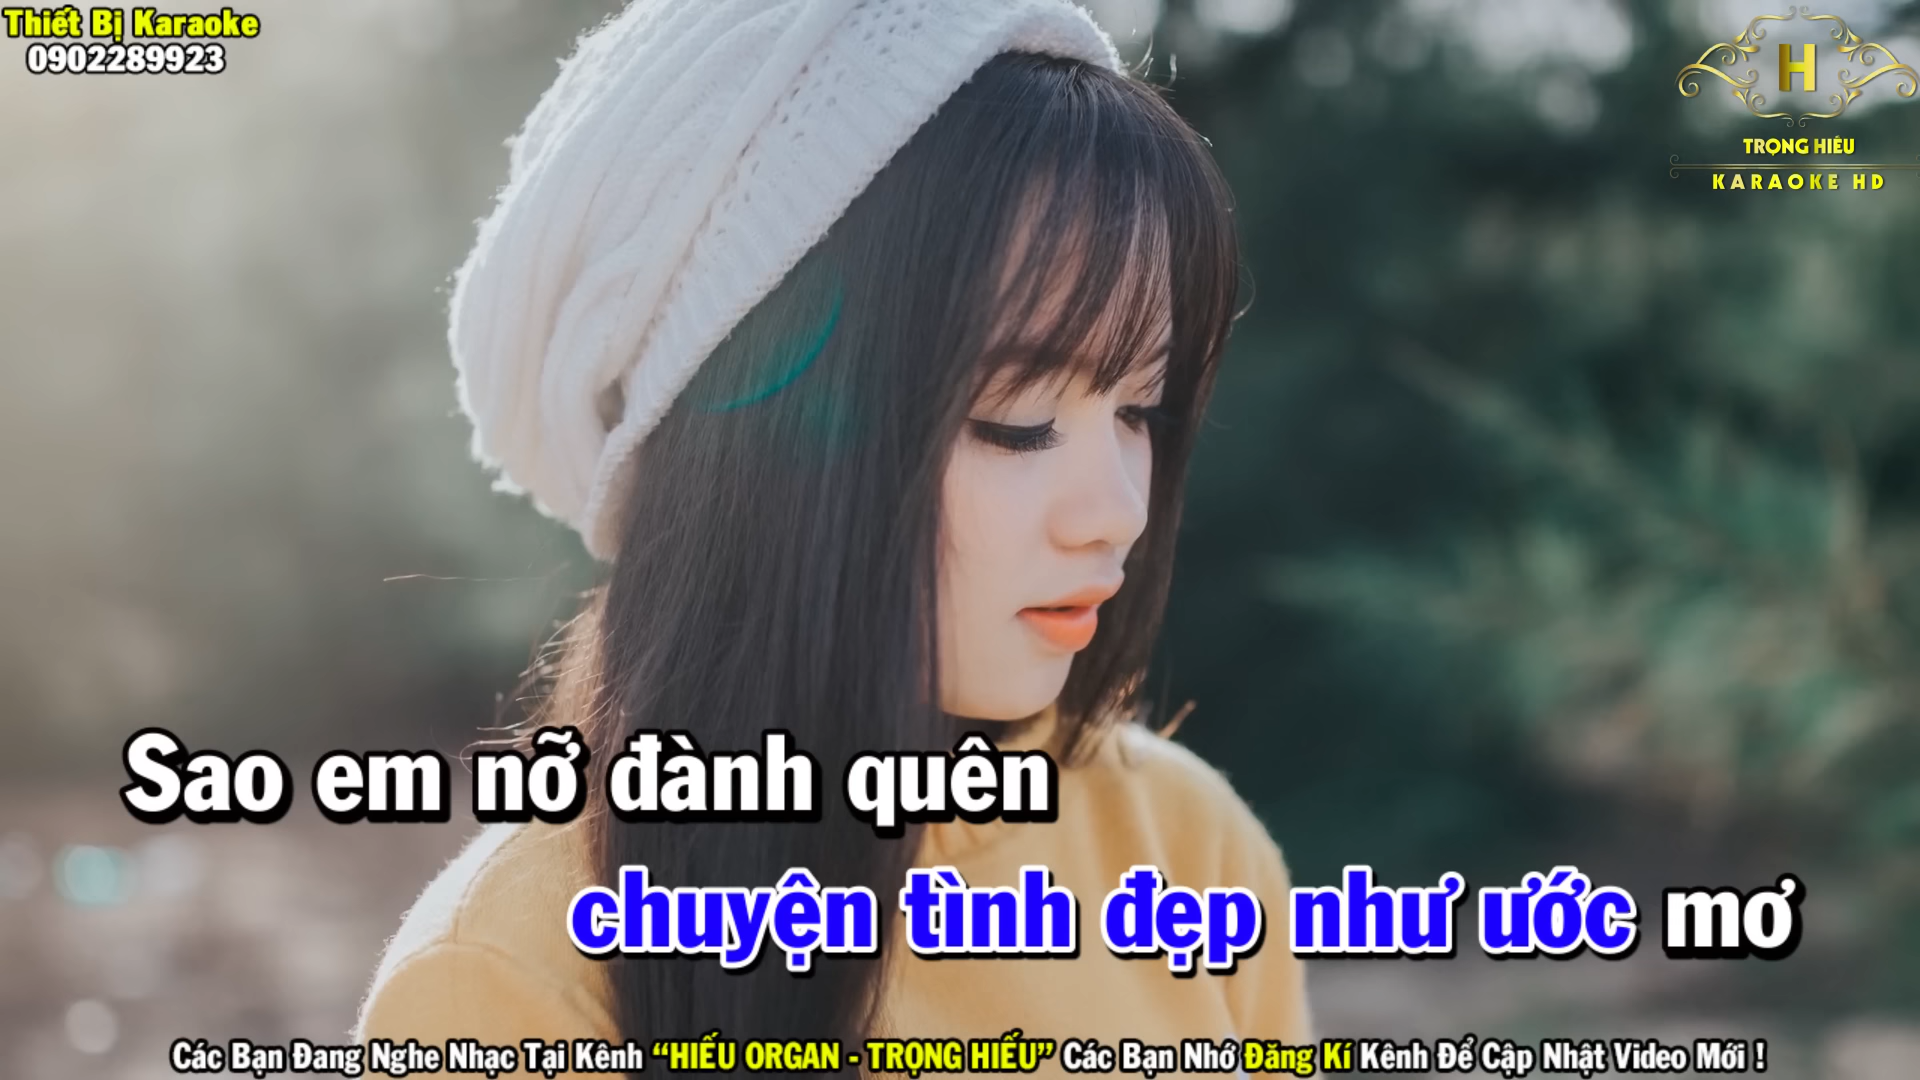 Thiết Bị Karaoke
0902289923
H
TRỌNG HIẾU
KARAOKE HD
Sao em nỡ đành quên
chuyện tình đẹp như ước mơ
Các Bạn Đang Nghe Nhạc Tại Kênh “HIẾU ORGAN - TRỌNG HIẾU” Các Bạn Nhớ Đăng Kí Kênh Để Cập Nhật Video Mới !